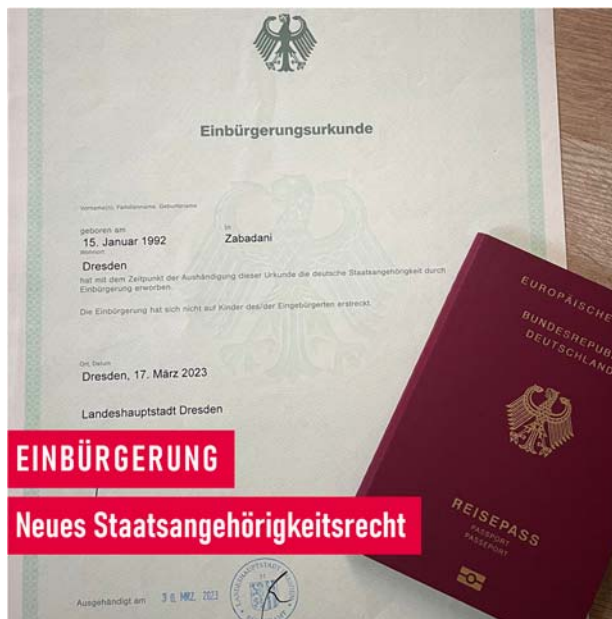 Einbürgerungsurkunde
Vorname(n), Familienname, Geburtsname
geboren am in
15. Januar 1992 Zabadani
Wohnort
Dresden
hat mit dem Zeitpunkt der Aushändigung dieser Urkunde die deutsche Staatsangehörigkeit durch
Einbürgerung erworben.
Die Einbürgerung hat sich nicht auf Kinder des/der Eingebürgerten erstreckt.
Ort, Datum
Dresden, 17. März 2023
Landeshauptstadt Dresden
EINBÜRGERUNG
Neues Staatsangehörigkeitsrecht
Ausgehändigt am 30. MRZ. 2023
LANDESHAUPTSTADT
EUROPÄISCHE
BUNDESREPUB
DEUTSCHLAND
REISEPASS
PASSPORT
PASSEPORT